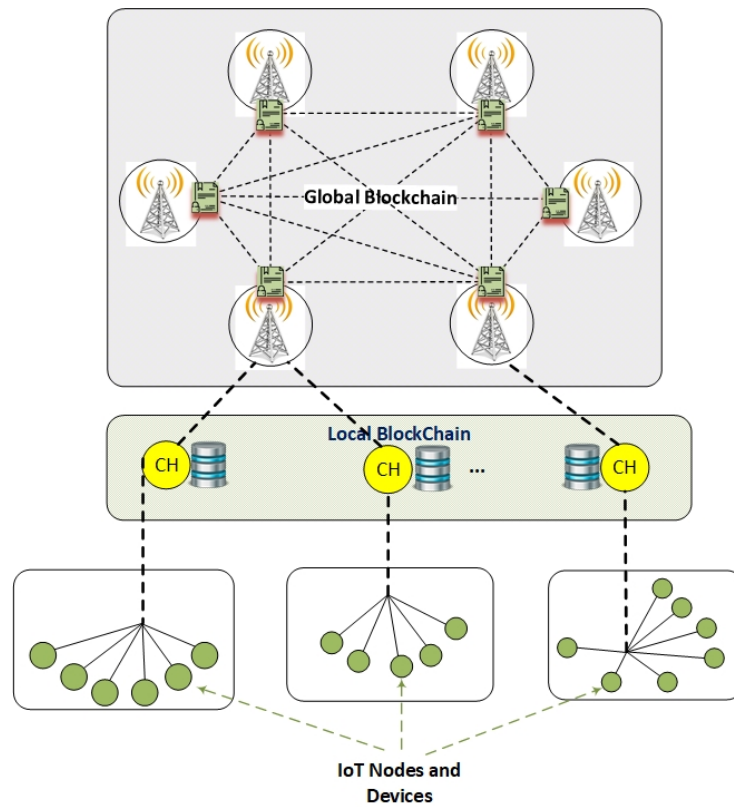 Global Blockchain
Local BlockChain
CH
CH
...
CH
IoT Nodes and
Devices